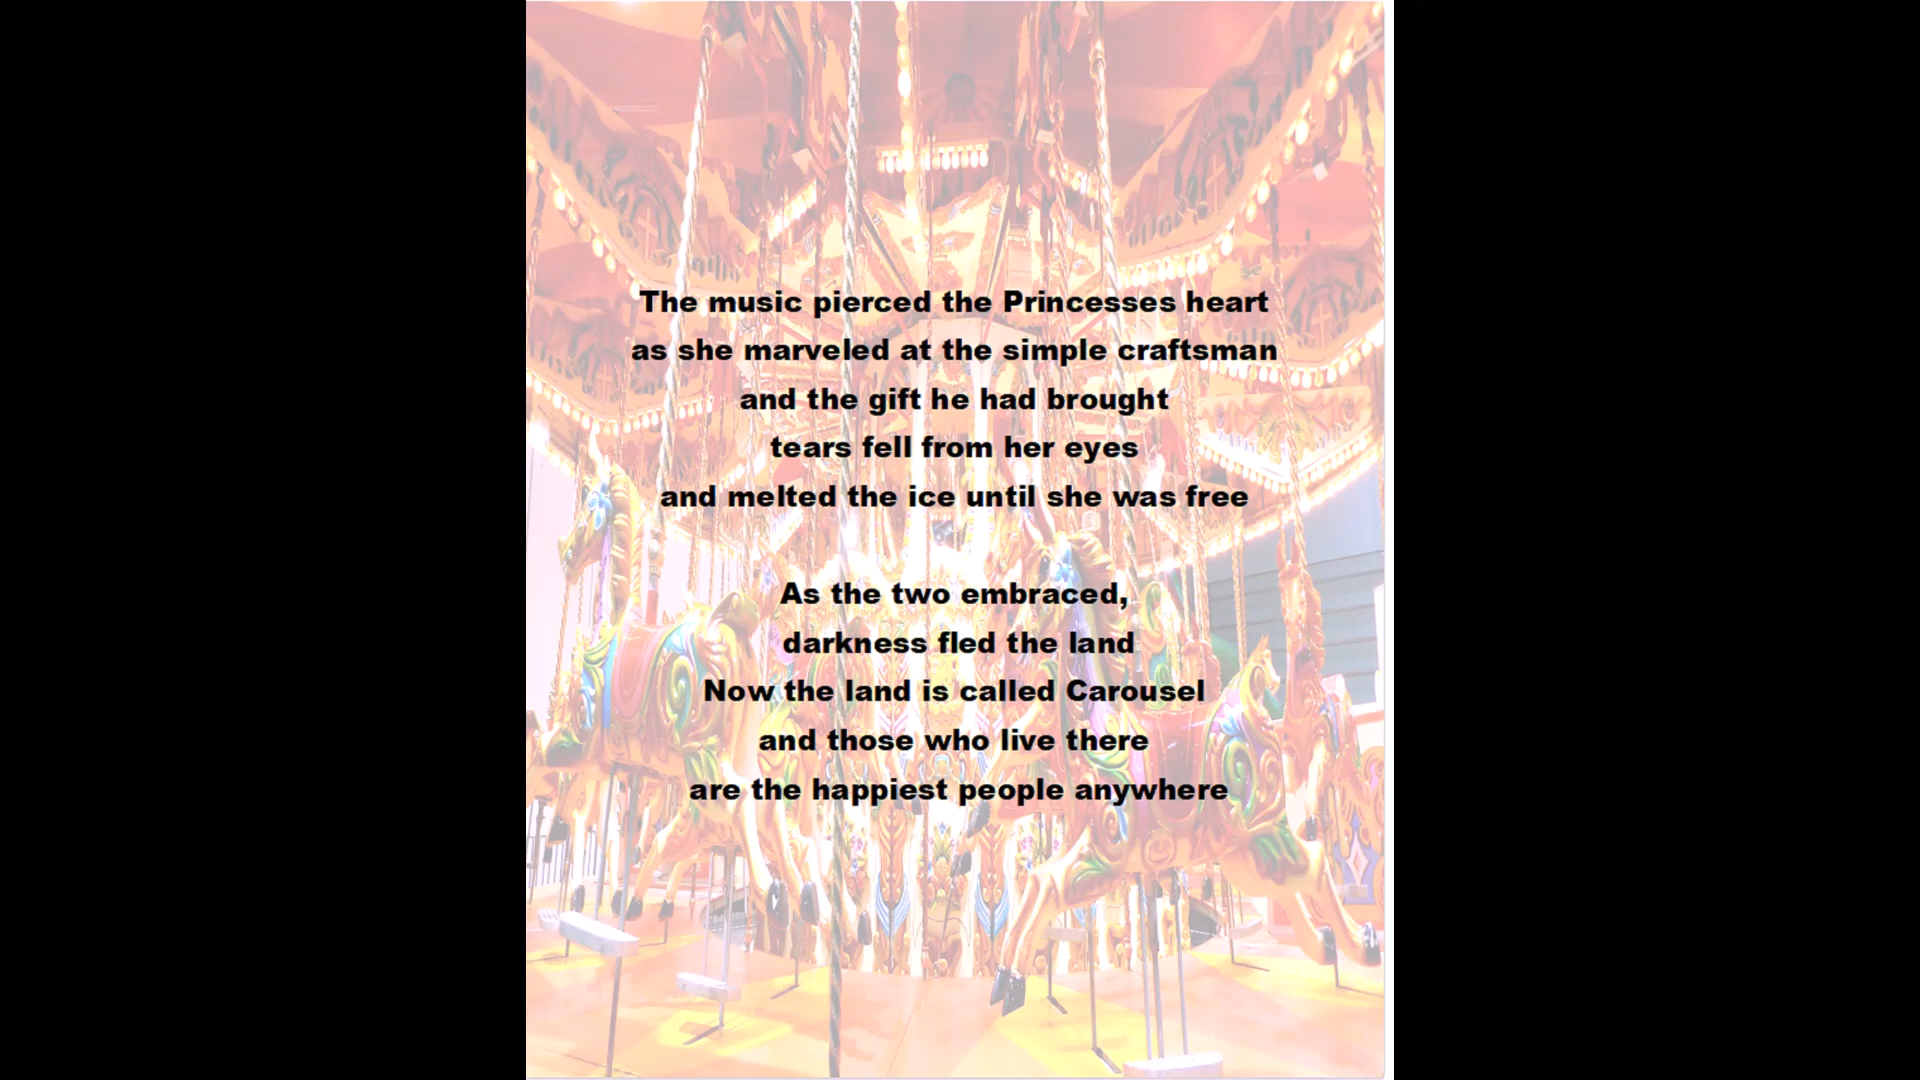 The music pierced the Princesses heart
as she marveled at the simple craftsman
and the gift he had brought
tears fell from her eyes
and melted the ice until she was free
As the two embraced,
darkness fled the land
Now the land is called Carousel
and those who live there
are the happiest people anywhere